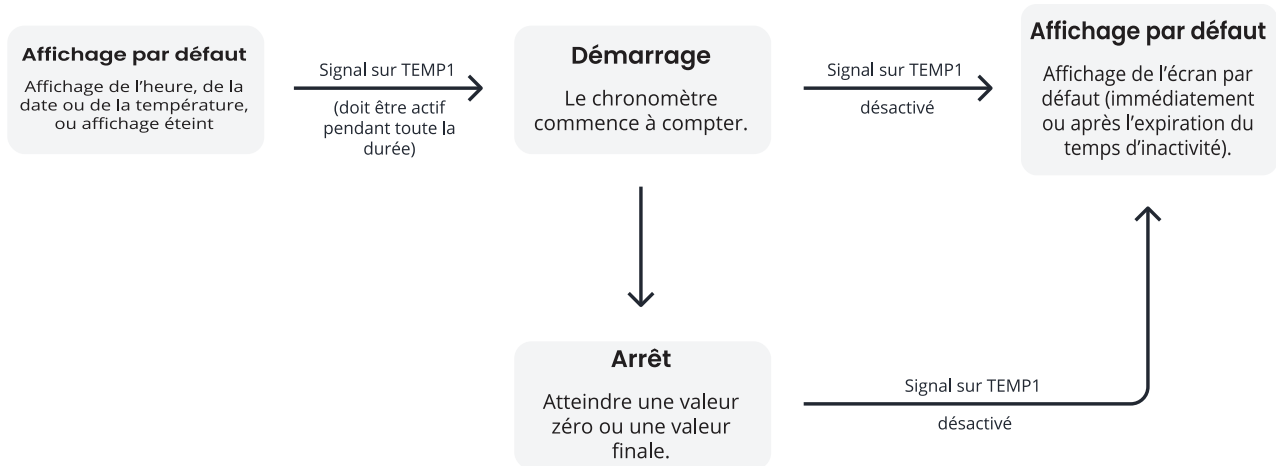 Affichage par défaut
Affichage de l’heure, de la
date ou de la température,
ou affichage éteint
Signal sur TEMP1
(doit être actif
pendant toute la
durée)
Démarrage
Le chronomètre
commence à compter.
Signal sur TEMP1
désactivé
Affichage par défaut
Affichage de l’écran par
défaut (immédiatement
ou après l’expiration du
temps d’inactivité).
Arrêt
Atteindre une valeur
zéro ou une valeur
finale.
Signal sur TEMP1
désactivé